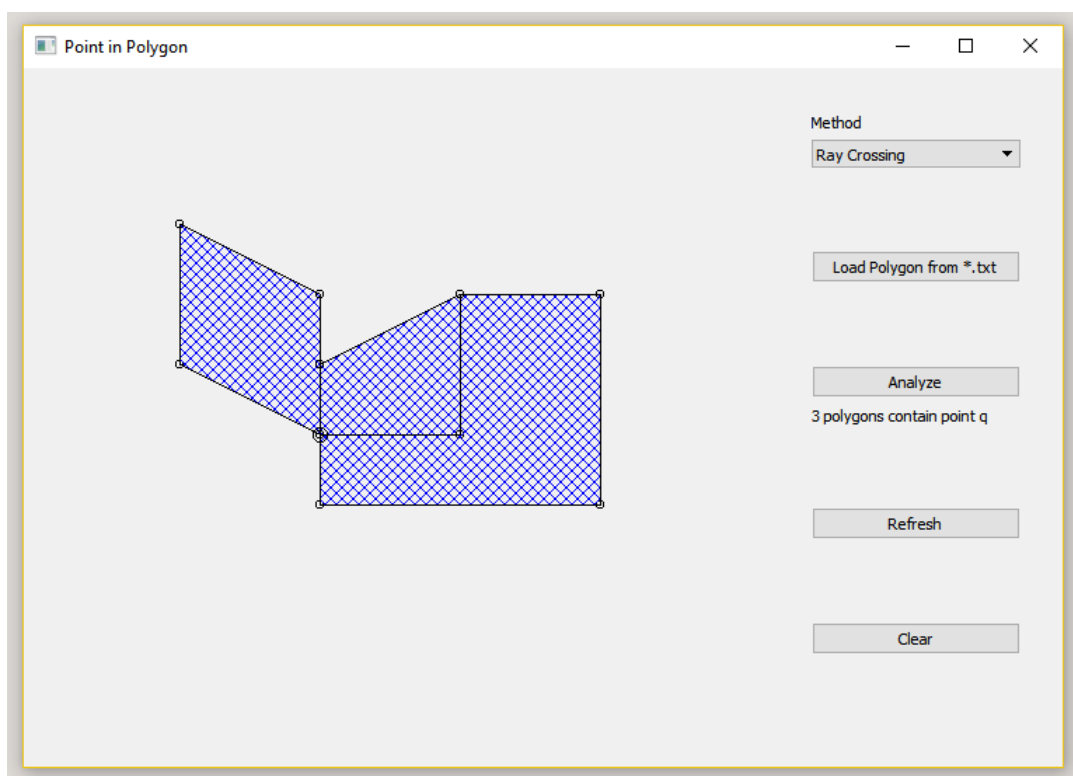 Point in Polygon
Method
Ray Crossing
Load Polygon from *.txt
Analyze
3 polygons contain point q
Refresh
Clear